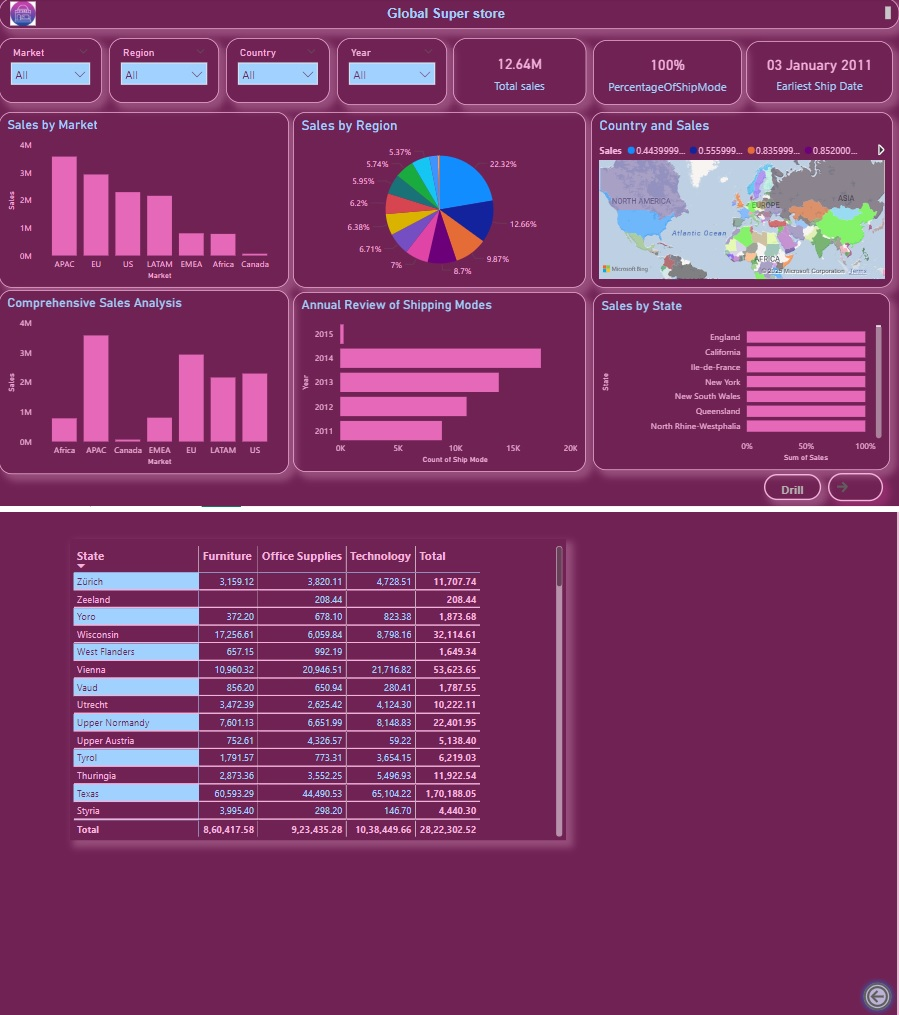 Global Super store
Market
All
Region
All
Country
All
Year
All
12.64M
Total sales
100%
PercentageOfShipMode
03 January 2011
Earliest Ship Date
Sales by Market
4M
3M
2M
1M
0M
Sales
APAC EU US LATAM EMEA Africa Canada
Market
Sales by Region
22.32%
12.66%
9.87%
8.7%
7%
6.71%
6.38%
6.2%
5.95%
5.74%
5.37%
Country and Sales
Sales 0.4439999... 0.555999... 0.835999... 0.852000...
NORTH AMERICA
EUROPE
ASIA
Atlantic Ocean
AFRICA
Microsoft Bing
© 2025 Microsoft Corporation Terms
Comprehensive Sales Analysis
4M
3M
2M
1M
0M
Sales
Africa APAC Canada EMEA EU LATAM US
Market
Annual Review of Shipping Modes
Year
2015
2014
2013
2012
2011
0K 5K 10K 15K 20K
Count of Ship Mode
Sales by State
State
England
California
Ile-de-France
New York
New South Wales
Queensland
North Rhine-Westphalia
0% 50% 100%
Sum of Sales
Drill
State Furniture Office Supplies Technology Total
Zürich 3,159.12 3,820.11 4,728.51 11,707.74
Zeeland 208.44 208.44
Yoro 372.20 678.10 823.38 1,873.68
Wisconsin 17,256.61 6,059.84 8,798.16 32,114.61
West Flanders 657.15 992.19 1,649.34
Vienna 10,960.32 20,946.51 21,716.82 53,623.65
Vaud 856.20 650.94 280.41 1,787.55
Utrecht 3,472.39 2,625.42 4,124.30 10,222.11
Upper Normandy 7,601.13 6,651.99 8,148.83 22,401.95
Upper Austria 752.61 4,326.57 59.22 5,138.40
Tyrol 1,791.57 773.31 3,654.15 6,219.03
Thuringia 2,873.36 3,552.25 5,496.93 11,922.54
Texas 60,593.29 44,490.53 65,104.22 1,70,188.05
Styria 3,995.40 298.20 146.70 4,440.30
Total 8,60,417.58 9,23,435.28 10,38,449.66 28,22,302.52